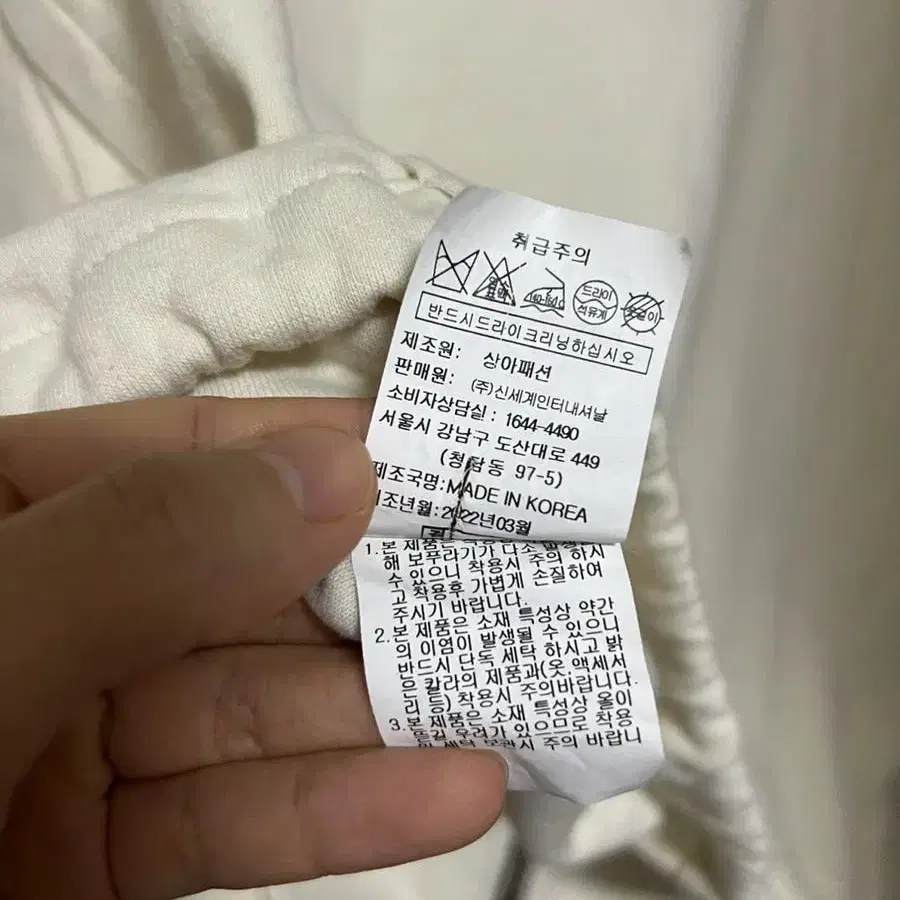 취급주의
140~160℃
드라이
석유계
반드시드라이크리닝하십시오
제조원: 상아패션
판매원: (주)신세계인터내셔날
소비자상담실 : 1644-4490
서울시 강남구 도산대로 449
(청담동 97-5)
제조국명:MADE IN KOREA
제조년월: 2022년03월
1.본 제품은
해 보푸라기가 다소 발생
수 있으니 착용시 주의 하시
고 착용후 가볍게 손질하여
주시기 바랍니다.
2.본 제품은 소재 특성상 약간
의 이염이 발생될 수 있으니
반드시 단독 세탁 하시고 밝
은 칼라의 제품과(옷,액세서
리등) 착용시 주의바랍니다.
3.본 제품은 소재 특성상 올이
뜯길 우려가 있으므로 착용
및 세탁 보관시 주의 바랍니